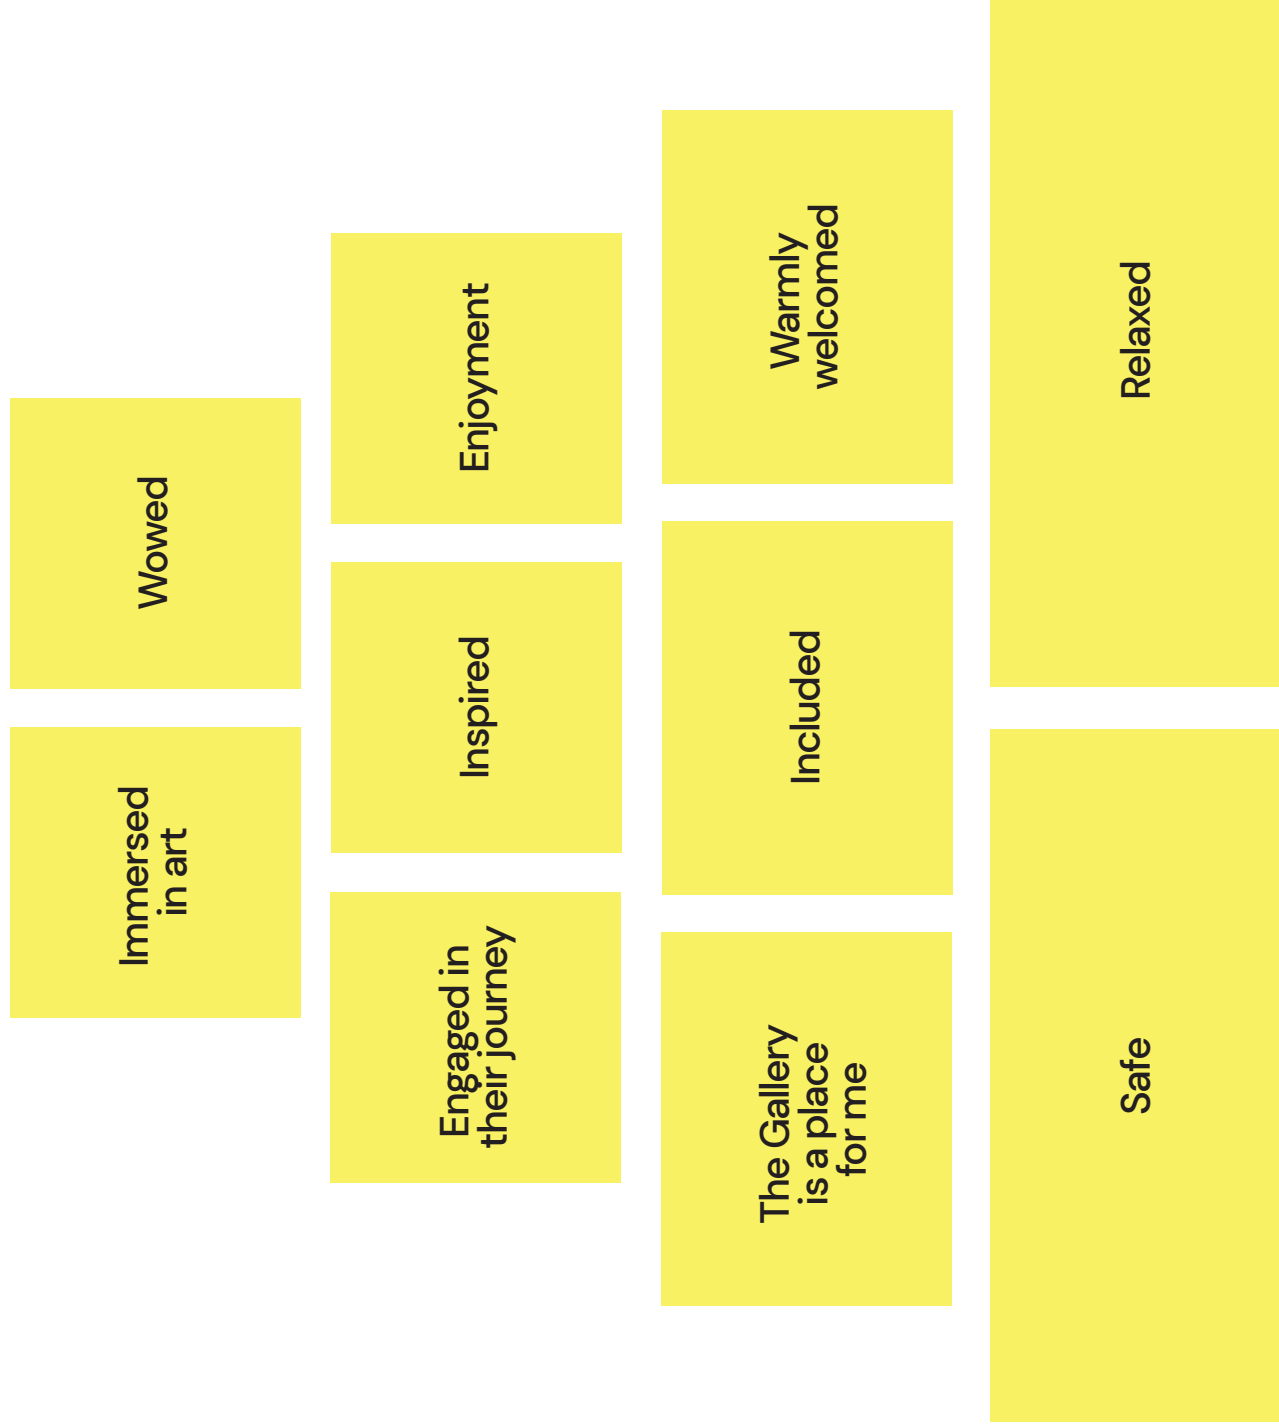 Immersed
in art
Wowed
Engaged in
their journey
Inspired
Enjoyment
The Gallery
is a place
for me
Included
Warmly
welcomed
Safe
Relaxed